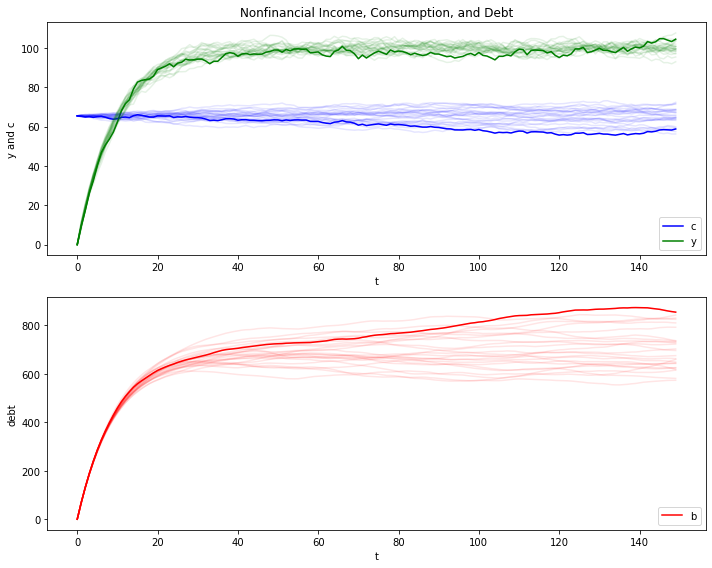 Nonfinancial Income, Consumption, and Debt
100
80
60
40
20
0
y and c
c
y
0 20 40 60 80 100 120 140
t
800
600
400
200
0
debt
b
0 20 40 60 80 100 120 140
t